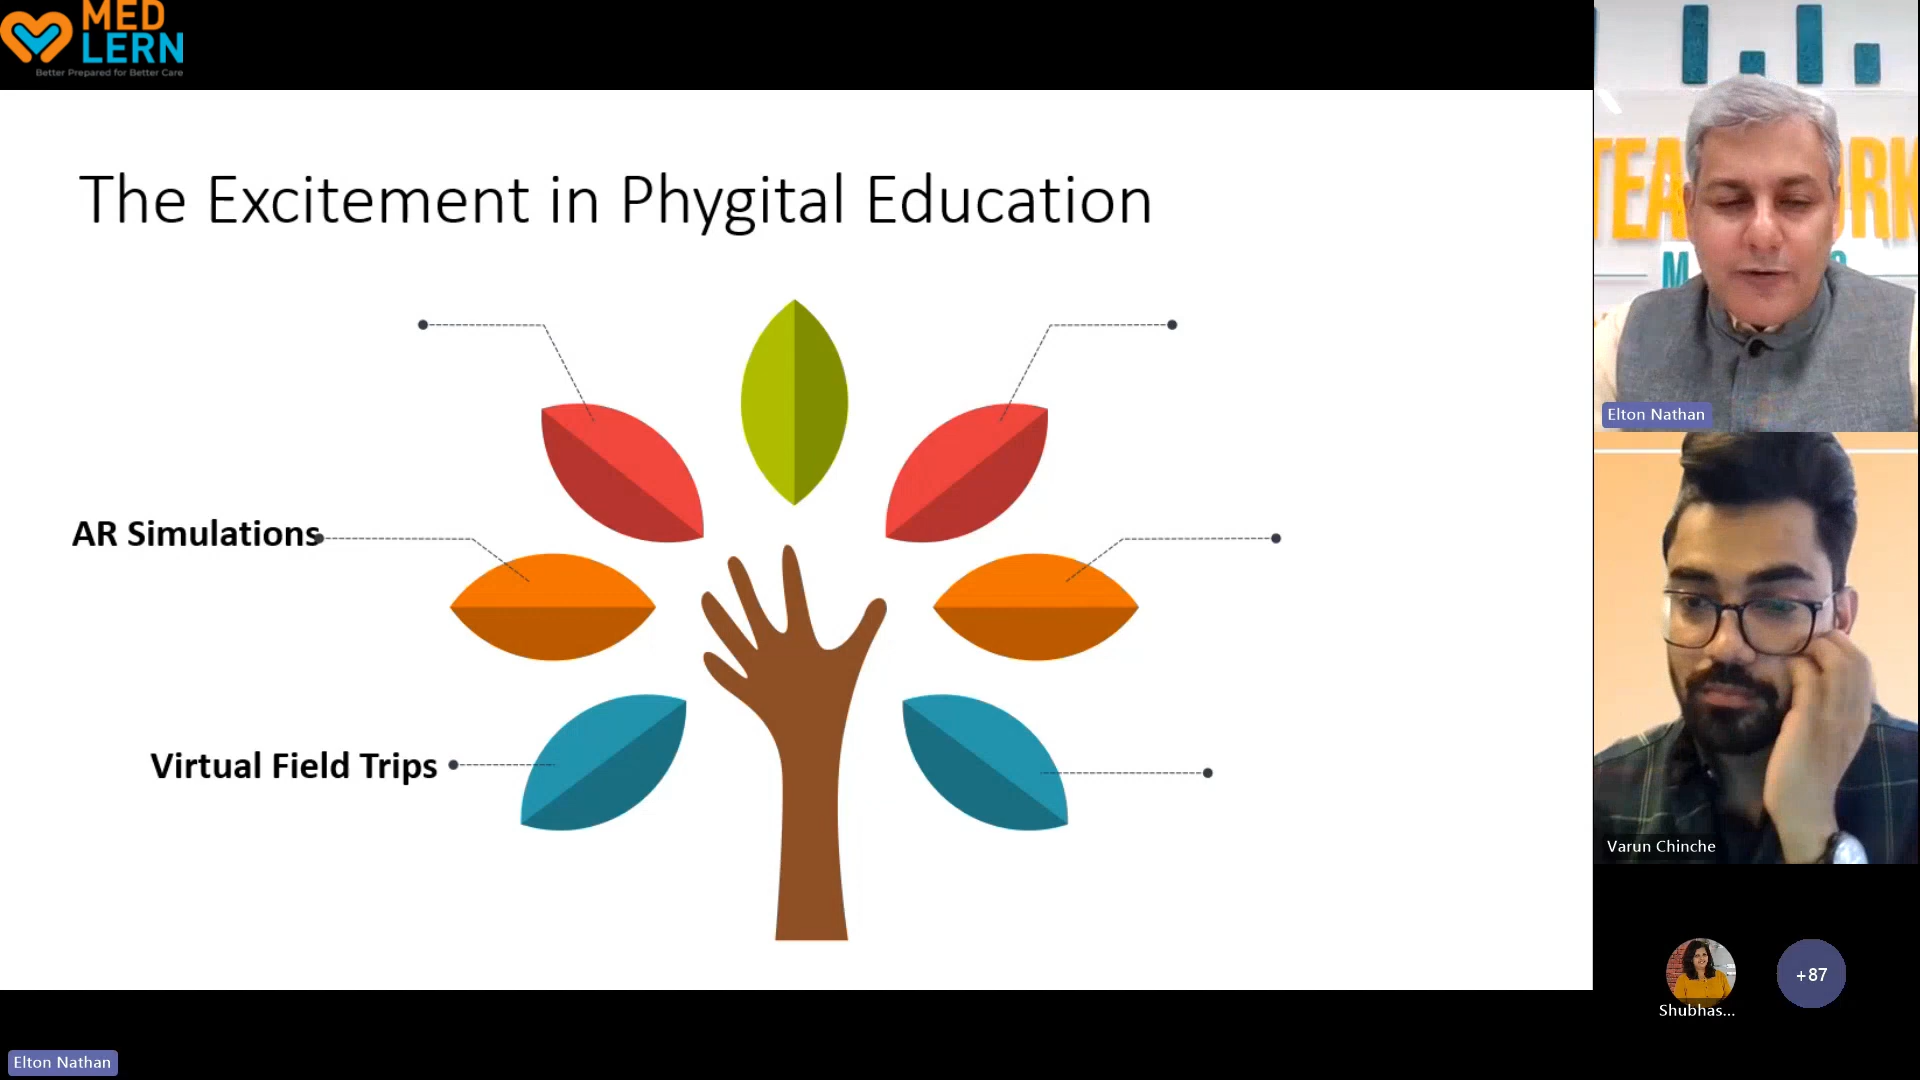 MED
LERN
Better Prepared for Better Care
The Excitement in Phygital Education
AR Simulations
Virtual Field Trips
Elton Nathan
Varun Chinche
Shubhas...
+87
Elton Nathan